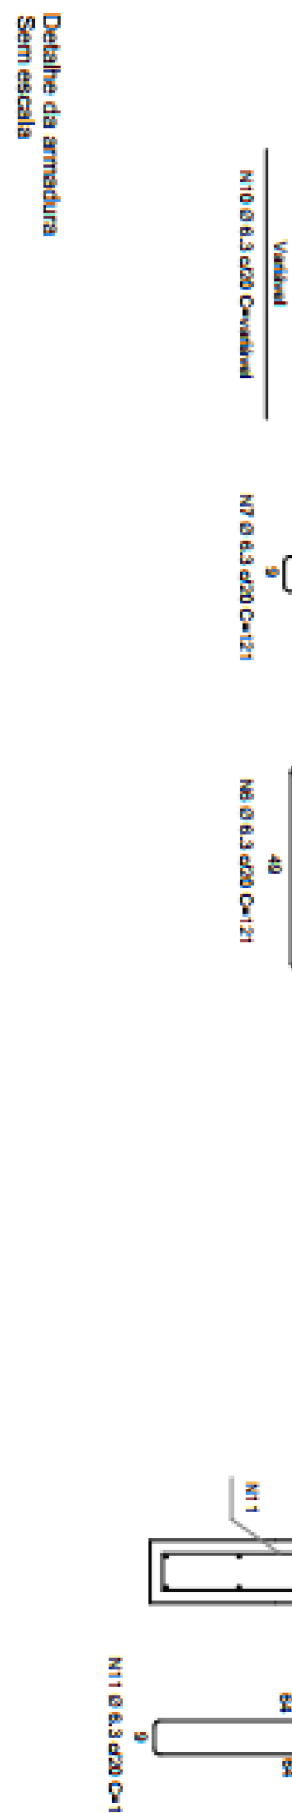 Detalhe da armadura
Sem escala
Variável
N10 Ø 6.3 c/20 C=variável
9
N7 Ø 6.3 c/20 C=121
49
N6 Ø 6.3 c/20 C=121
N11
64
64
9
N11 Ø 6.3 c/20 C=1